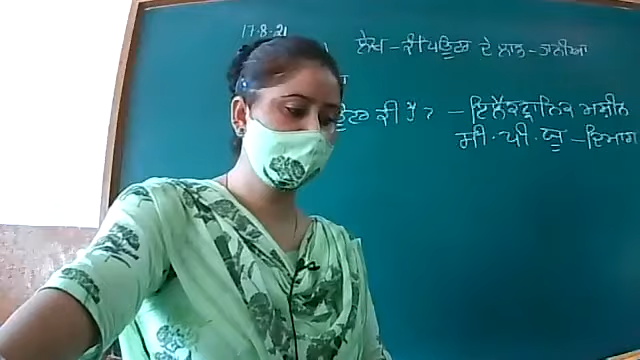 17-8-21
ਲੇਖ - ਕੰਪਿਊਟਰ ਦੇ ਲਾਭ - ਹਾਨੀਆਂ
ਕੀ ਹੈ ? - ਇਲੈਕਟ੍ਰਾਨਿਕ ਮਸ਼ੀਨ
ਸੀ. ਪੀ. ਯੂ - ਦਿਮਾਗ